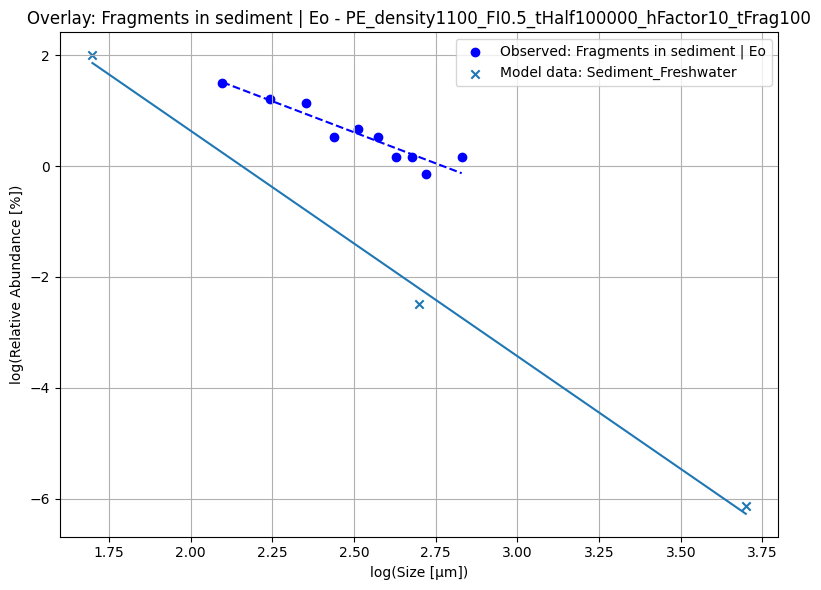 Overlay: Fragments in sediment | Eo - PE_density1100_FI0.5_tHalf100000_hFactor10_tFrag100
Observed: Fragments in sediment | Eo
Model data: Sediment_Freshwater
log(Relative Abundance [%])
2
0
−2
−4
−6
1.75 2.00 2.25 2.50 2.75 3.00 3.25 3.50 3.75
log(Size [μm])